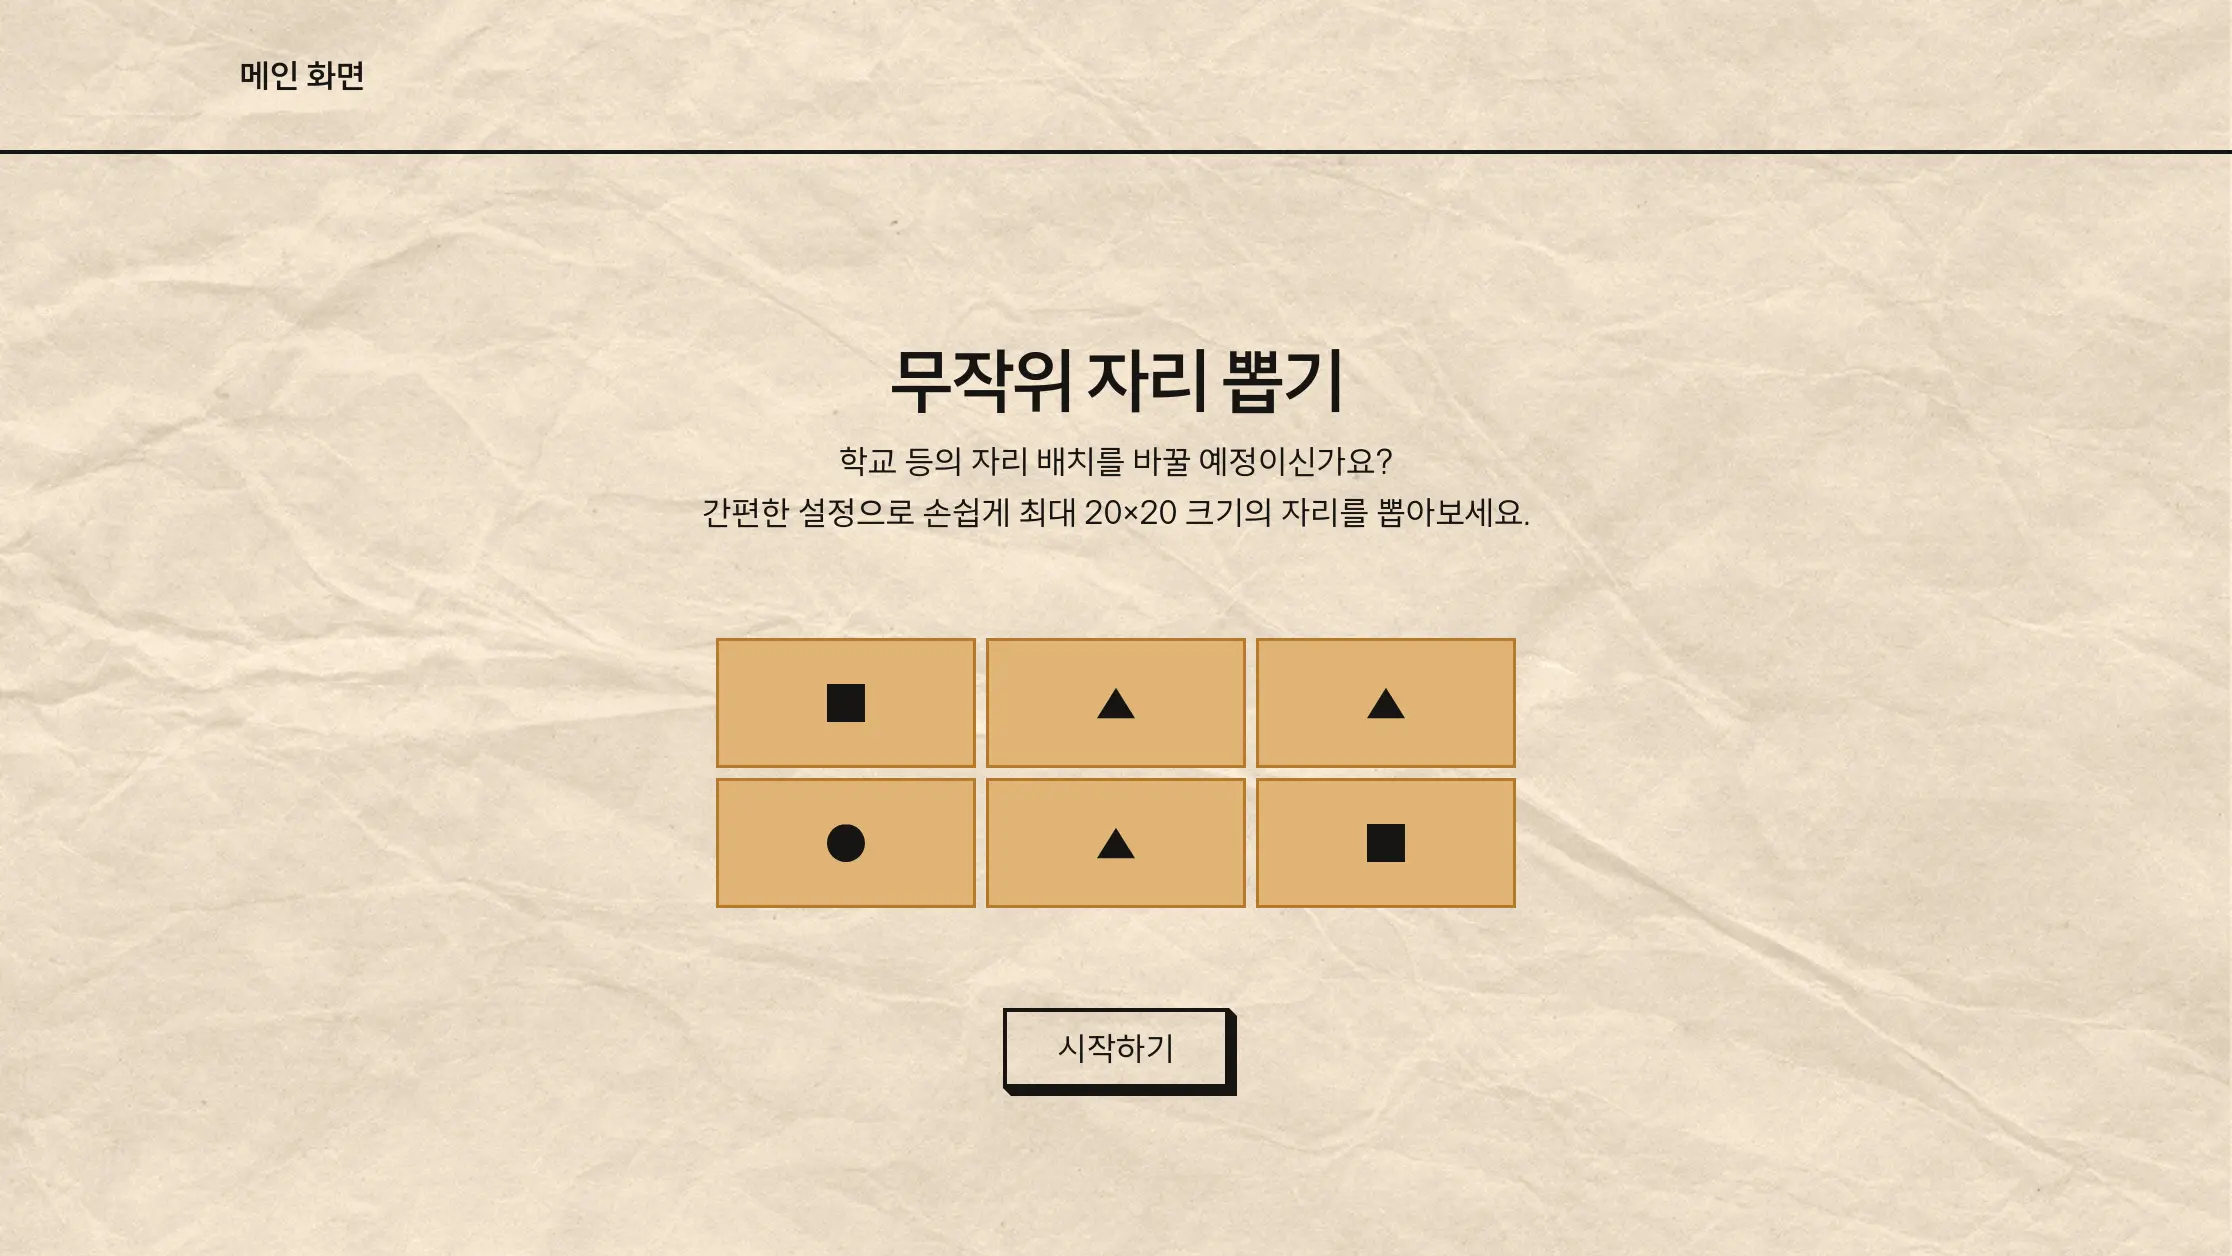 메인 화면
무작위 자리 뽑기
학교 등의 자리 배치를 바꿀 예정이신가요?
간편한 설정으로 손쉽게 최대 20×20 크기의 자리를 뽑아보세요.
시작하기